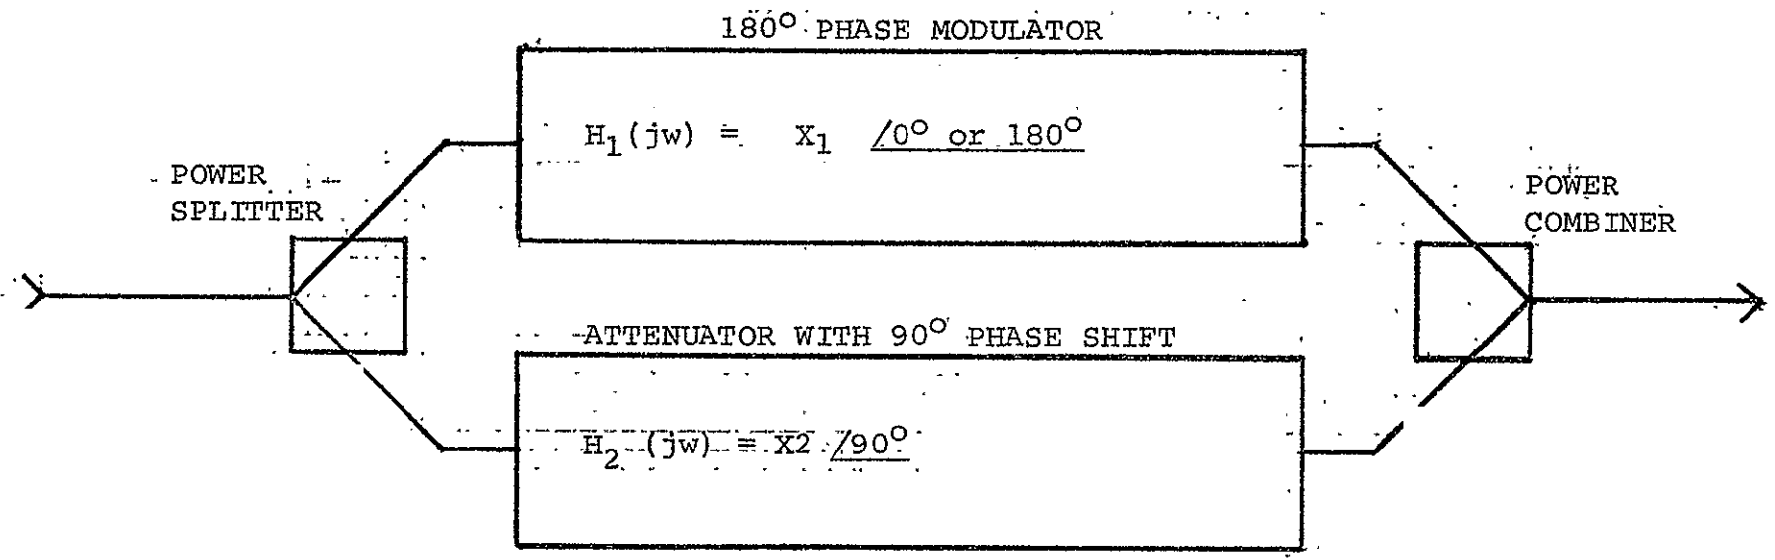 180° PHASE MODULATOR
H₁(jw) = X₁ /0° or 180°
POWER
SPLITTER
POWER
COMBINER
ATTENUATOR WITH 90° PHASE SHIFT
H₂ (jw) = X2 /90°